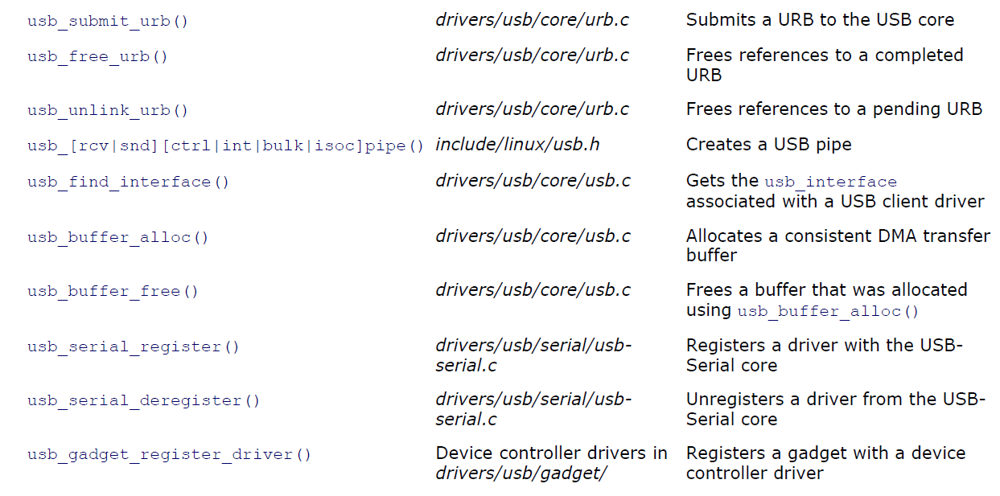 usb_submit_urb() drivers/usb/core/urb.c Submits a URB to the USB core
usb_free_urb() drivers/usb/core/urb.c Frees references to a completed
URB
usb_unlink_urb() drivers/usb/core/urb.c Frees references to a pending URB
usb_[rcv|snd][ctrl|int|bulk|isoc]pipe() include/linux/usb.h Creates a USB pipe
usb_find_interface() drivers/usb/core/usb.c Gets the usb_interface
associated with a USB client driver
usb_buffer_alloc() drivers/usb/core/usb.c Allocates a consistent DMA transfer
buffer
usb_buffer_free() drivers/usb/core/usb.c Frees a buffer that was allocated
using usb_buffer_alloc()
usb_serial_register() drivers/usb/serial/usb- Registers a driver with the USB-
serial.c Serial core
usb_serial_deregister() drivers/usb/serial/usb- Unregisters a driver from the USB-
serial.c Serial core
usb_gadget_register_driver() Device controller drivers in Registers a gadget with a device
drivers/usb/gadget/ controller driver